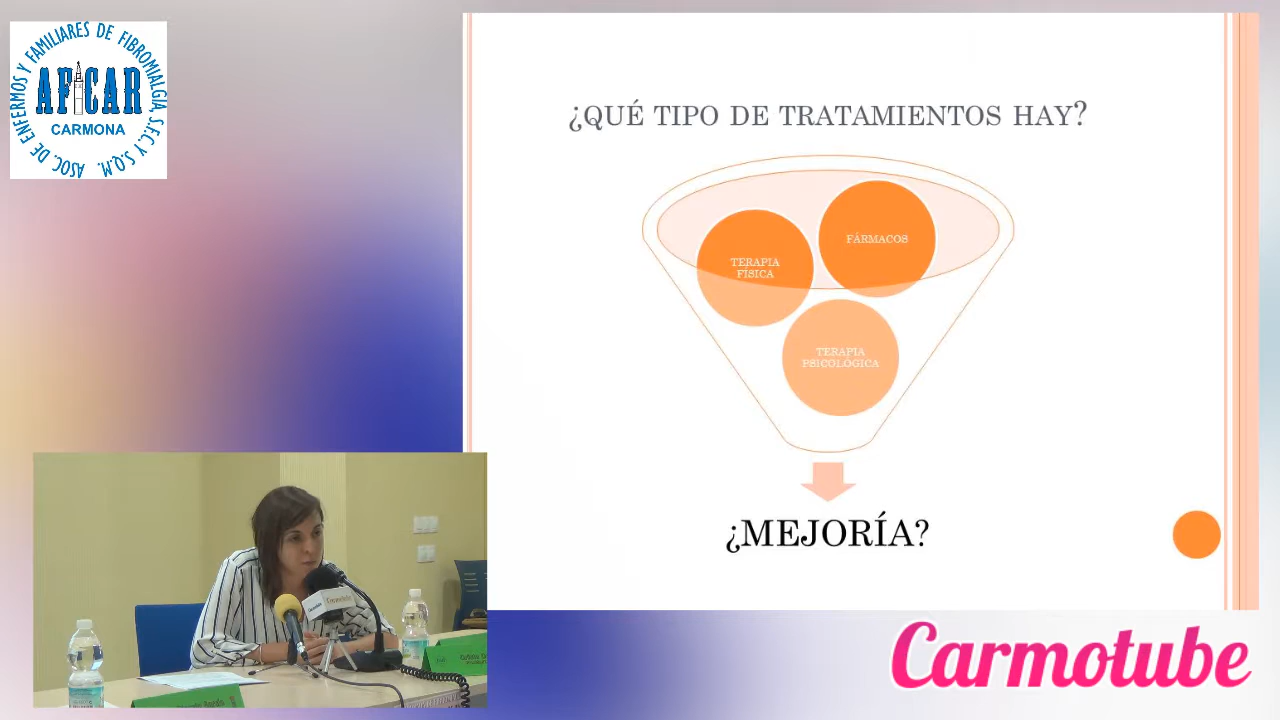 ASOC. DE ENFERMOS Y FAMILIARES DE FIBROMIALGIA, S.F.C. Y S.Q.M.
AFICAR
CARMONA
¿QUÉ TIPO DE TRATAMIENTOS HAY?
FÁRMACOS
TERAPIA
FÍSICA
TERAPIA
PSICOLÓGICA
¿MEJORÍA?
Carmotube